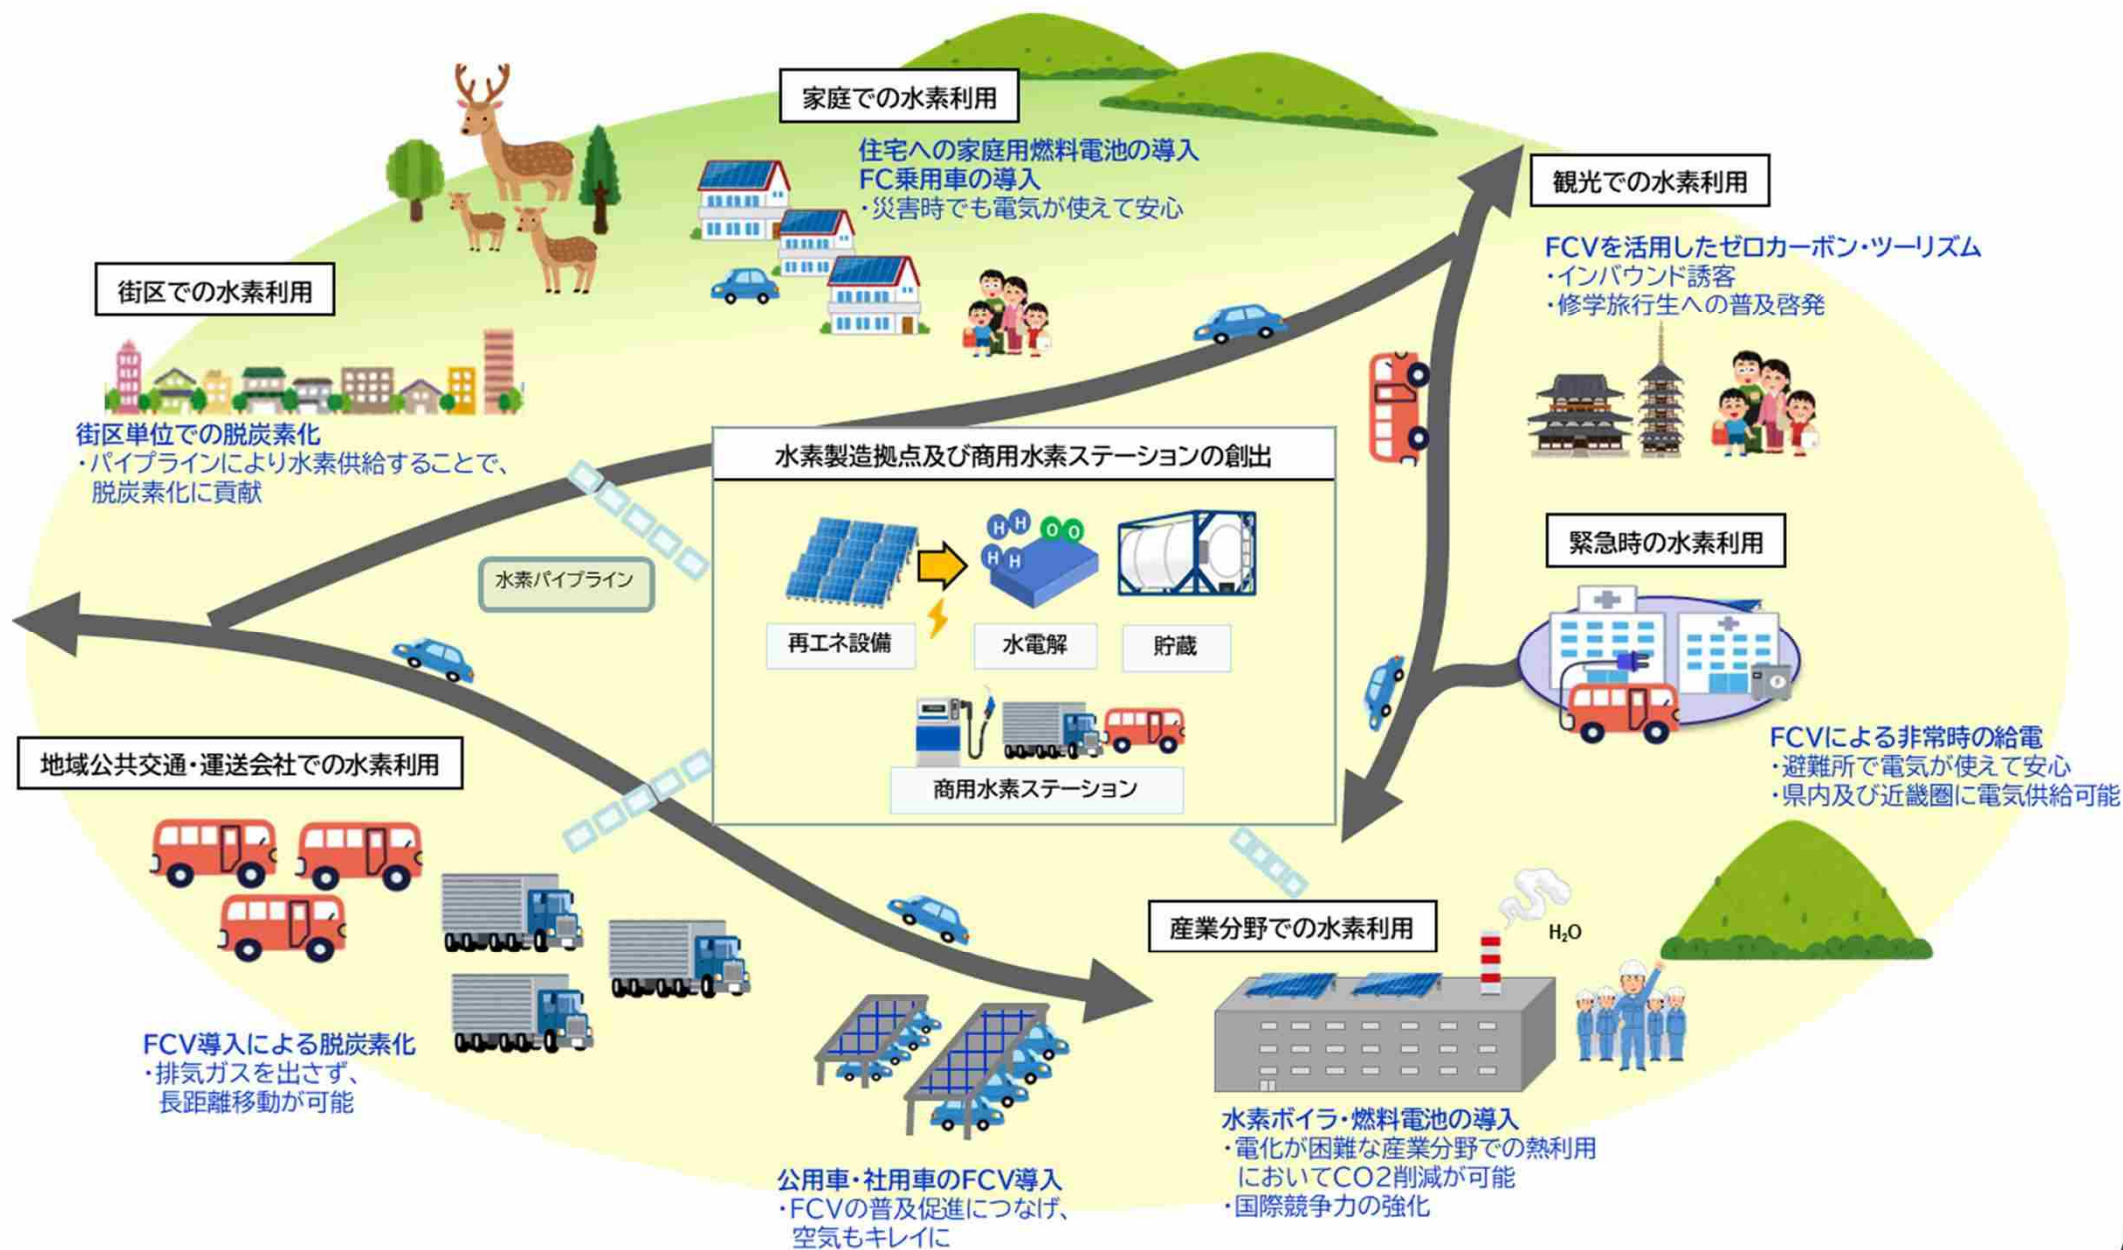 家庭での水素利用
住宅への家庭用燃料電池の導入
FC乗用車の導入
・災害時でも電気が使えて安心
観光での水素利用
FCVを活用したゼロカーボン・ツーリズム
・インバウンド誘客
・修学旅行生への普及啓発
街区での水素利用
街区単位での脱炭素化
・パイプラインにより水素供給することで、
脱炭素化に貢献
水素製造拠点及び商用水素ステーションの創出
H H O O
H H
再エネ設備
水電解
貯蔵
商用水素ステーション
水素パイプライン
緊急時の水素利用
FCVによる非常時の給電
・避難所で電気が使えて安心
・県内及び近畿圏に電気供給可能
地域公共交通・運送会社での水素利用
FCV導入による脱炭素化
・排気ガスを出さず、
長距離移動が可能
公用車・社用車のFCV導入
・FCVの普及促進につなげ、
空気もキレイに
産業分野での水素利用
H₂O
水素ボイラ・燃料電池の導入
・電化が困難な産業分野での熱利用
においてCO2削減が可能
・国際競争力の強化